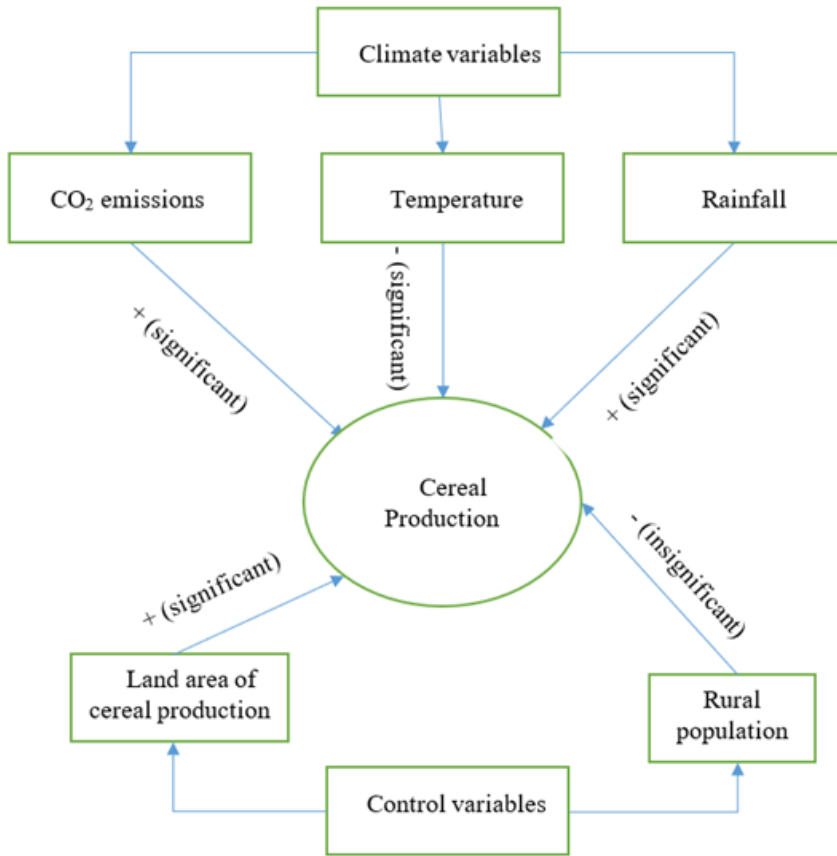 Climate variables
CO₂ emissions
Temperature
Rainfall
+ (significant)
- (significant)
+ (significant)
Cereal
Production
+ (significant)
- (insignificant)
Land area of
cereal production
Rural
population
Control variables